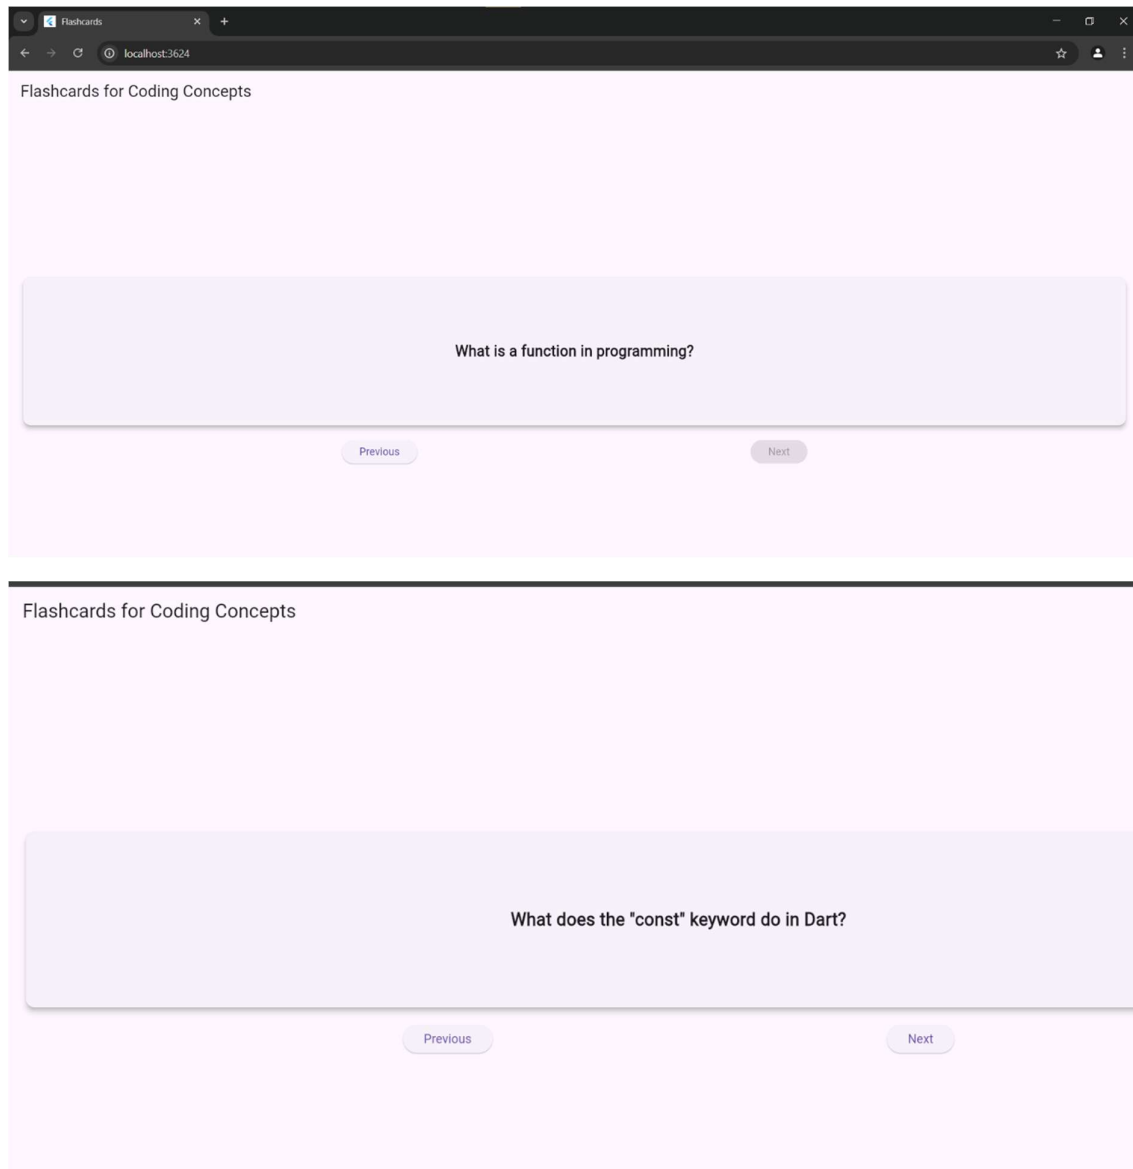 Flashcards
localhost:3624
Flashcards for Coding Concepts
What is a function in programming?
Previous
Next
Flashcards for Coding Concepts
What does the "const" keyword do in Dart?
Previous
Next